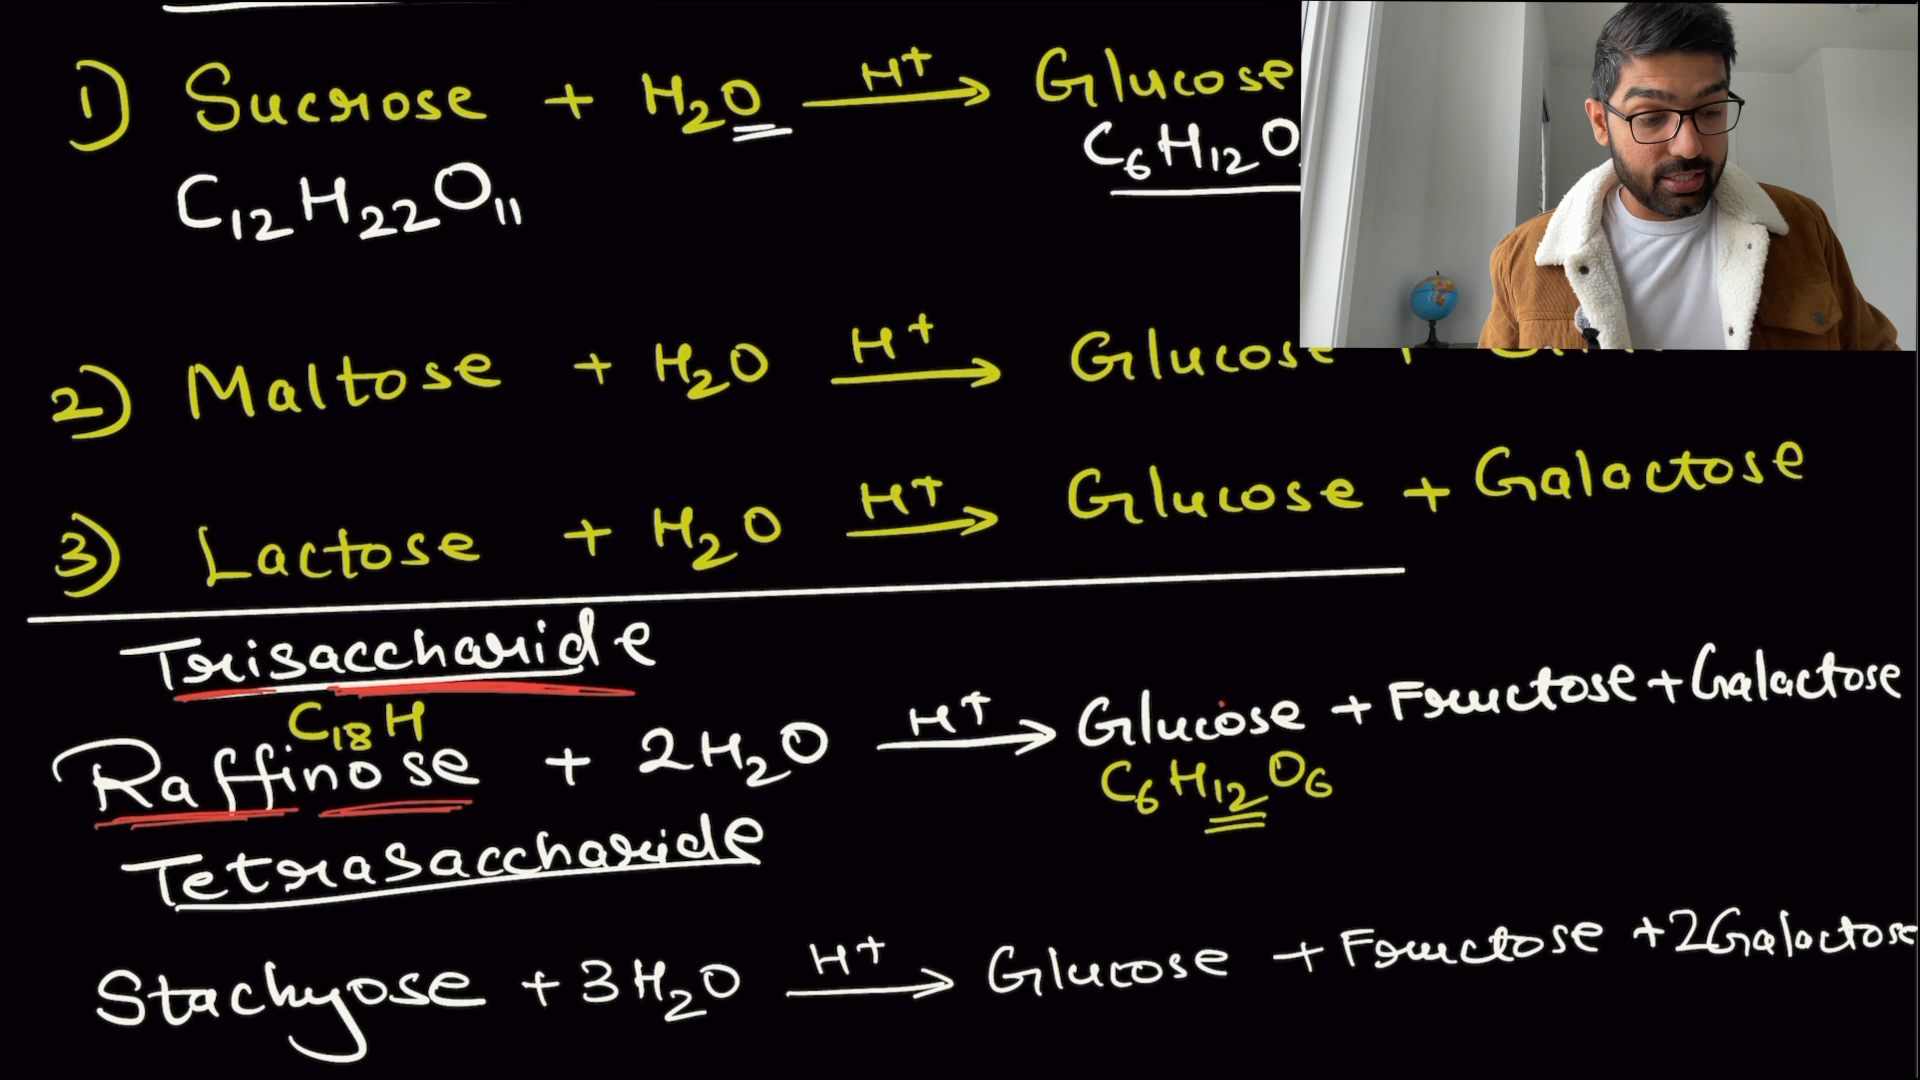 1) Sucrose + H2O H+ → Glucose
C12H22O11 C6H12O
2) Maltose + H2O H+ → Glucose +
3) Lactose + H2O H+ → Glucose + Galactose
Trisaccharide
C18H
Raffinose + 2H2O H+ → Glucose + Fructose + Galactose
C6H12O6
Tetrasaccharide
Stachyose + 3H2O H+ → Glucose + Fructose + 2Galactose